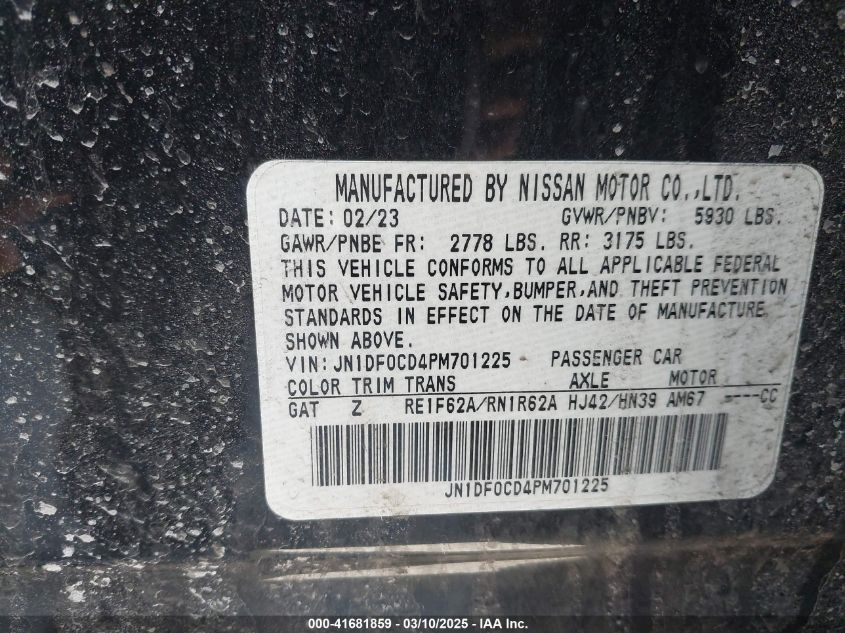 MANUFACTURED BY NISSAN MOTOR CO.,LTD.
DATE: 02/23 GVWR/PNBV: 5930 LBS.
GAWR/PNBE FR: 2778 LBS. RR: 3175 LBS.
THIS VEHICLE CONFORMS TO ALL APPLICABLE FEDERAL
MOTOR VEHICLE SAFETY,BUMPER,AND THEFT PREVENTION
STANDARDS IN EFFECT ON THE DATE OF MANUFACTURE
SHOWN ABOVE.
VIN: JN1DF0CD4PM701225 PASSENGER CAR
COLOR TRIM TRANS AXLE MOTOR
GAT Z RE1F62A/RN1R62A HJ42/HN39 AM67 =---CC
JN1DF0CD4PM701225
000-41681859 — 03/10/2025 — IAAI, Inc.